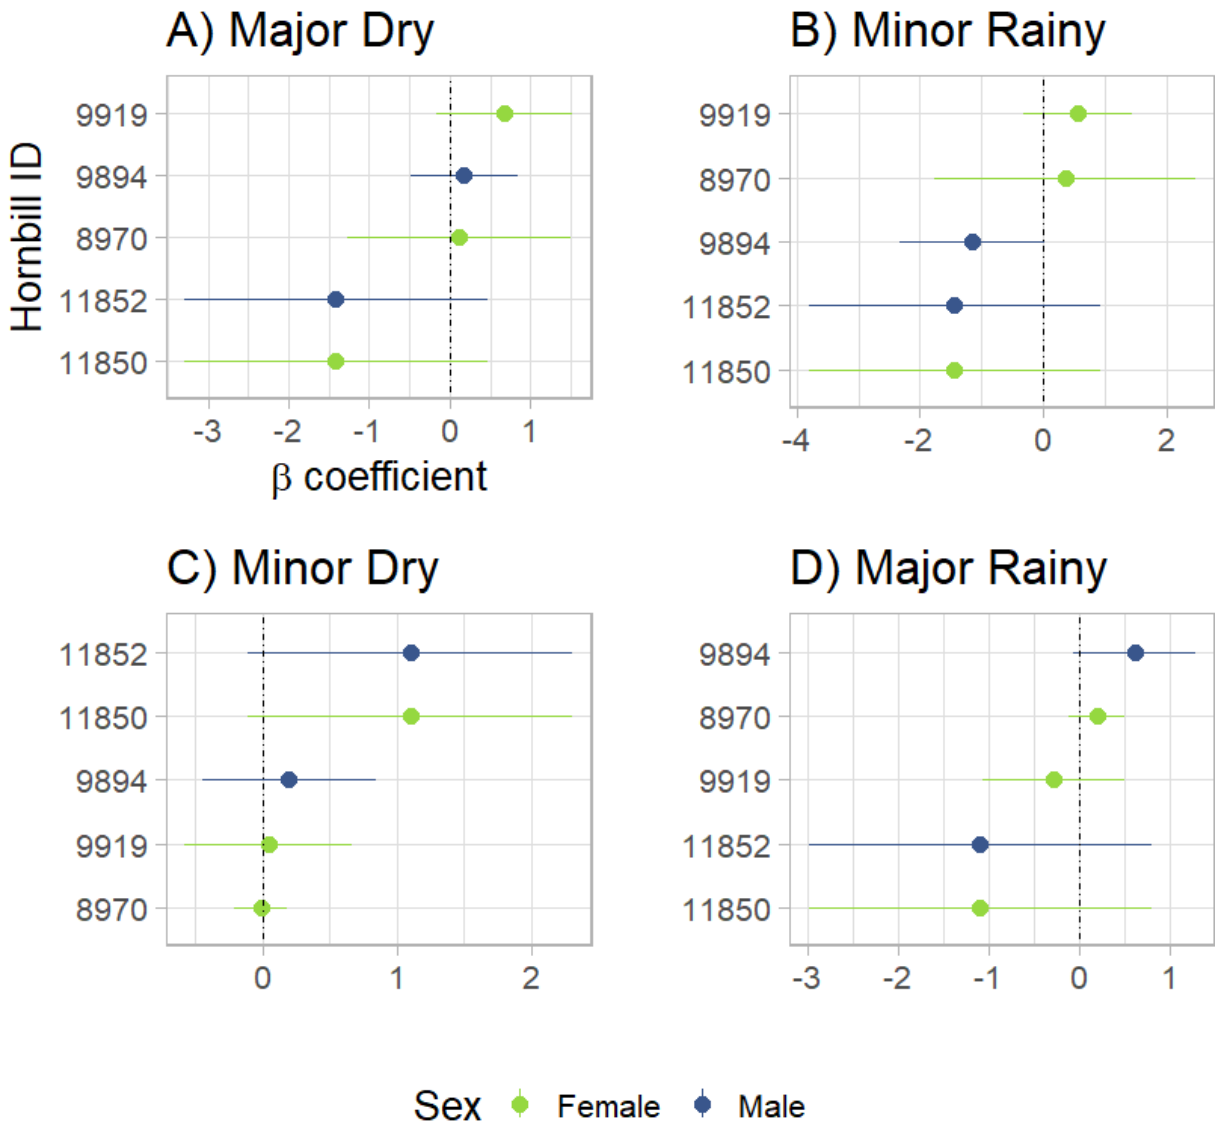 A) Major Dry
Hornbill ID
9919
9894
8970
11852
11850
-3 -2 -1 0 1
β coefficient
B) Minor Rainy
9919
8970
9894
11852
11850
-4 -2 0 2
C) Minor Dry
11852
11850
9894
9919
8970
0 1 2
D) Major Rainy
9894
8970
9919
11852
11850
-3 -2 -1 0 1
Sex Female Male